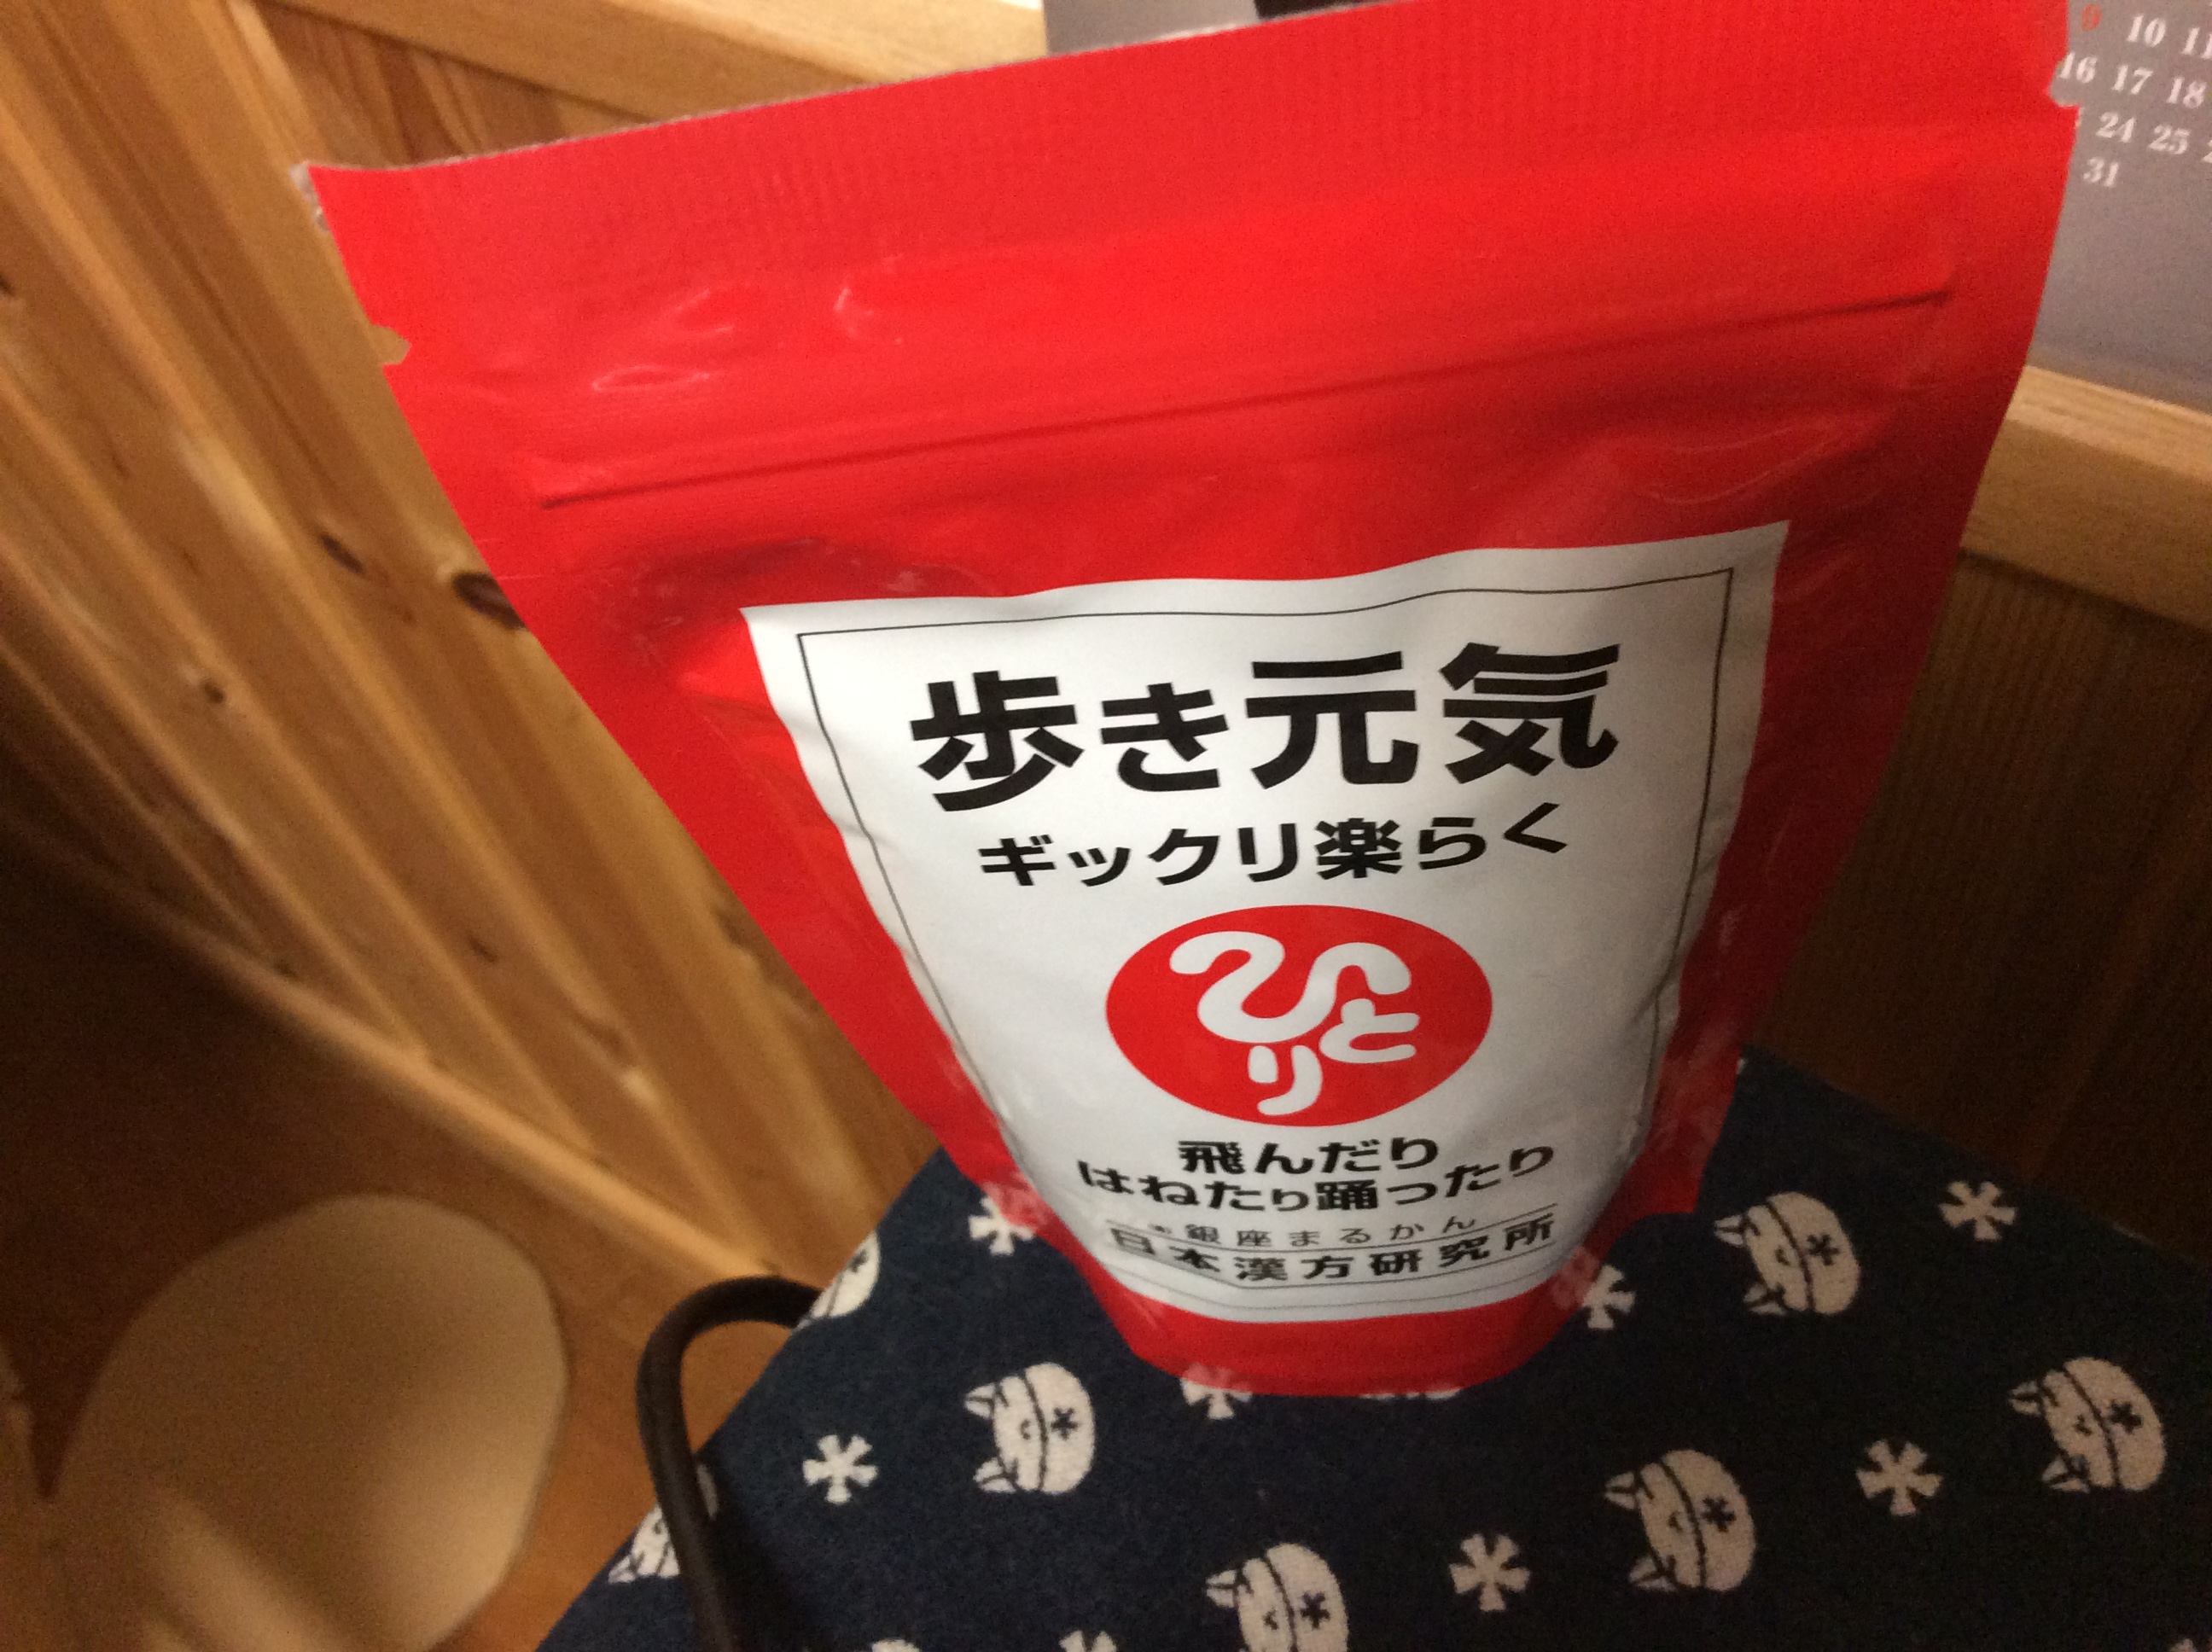 9 10 11
16 17 18
24 25
31
歩き元気
ギックリ楽らく
ひとり
飛んだり
はねたり踊ったり
銀座まるかん
日本漢方研究所